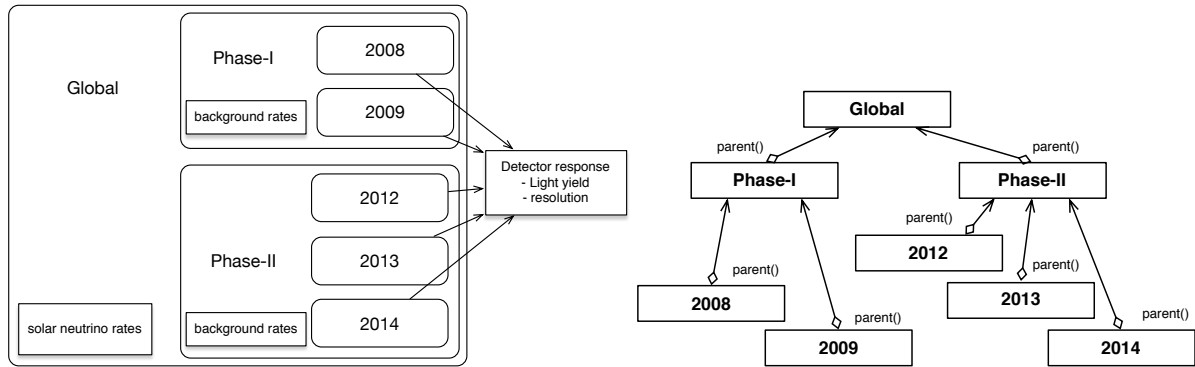 Global
Phase-I
background rates
2008
2009
Phase-II
background rates
2012
2013
2014
solar neutrino rates
Detector response
- Light yield
- resolution
Global
parent()
parent()
Phase-I
Phase-II
parent()
2012
parent()
2008
parent()
2013
parent()
2009
parent()
2014